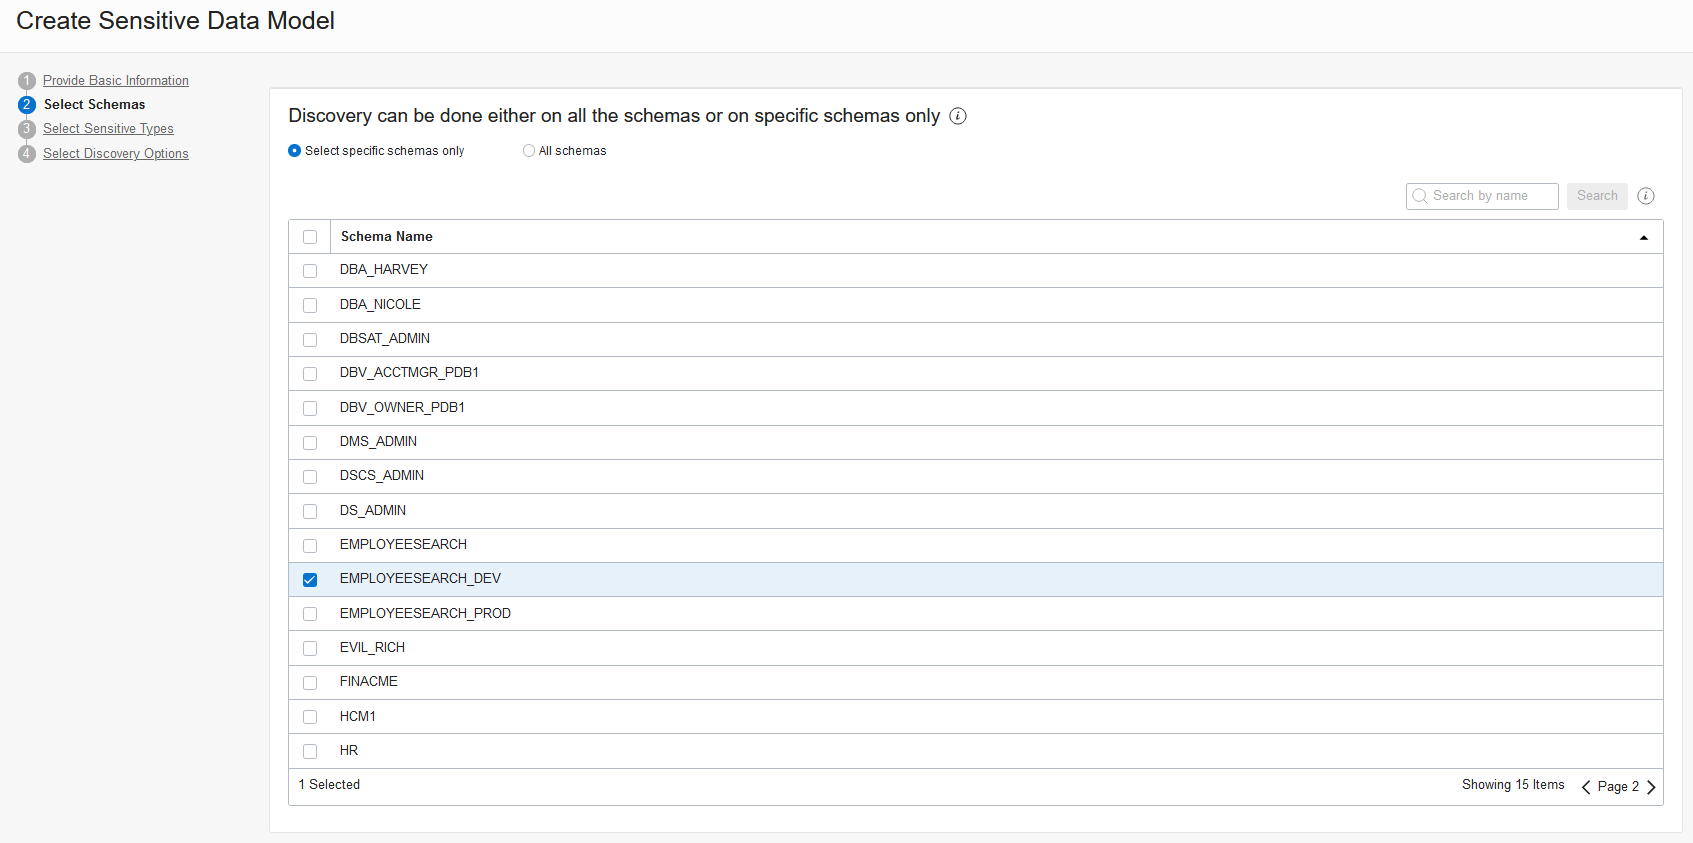 Create Sensitive Data Model
1 Provide Basic Information
2 Select Schemas
3 Select Sensitive Types
4 Select Discovery Options
Discovery can be done either on all the schemas or on specific schemas only i
Select specific schemas only All schemas
Search by name Search i
Schema Name
DBA_HARVEY
DBA_NICOLE
DBSAT_ADMIN
DBV_ACCTMGR_PDB1
DBV_OWNER_PDB1
DMS_ADMIN
DSCS_ADMIN
DS_ADMIN
EMPLOYEESEARCH
EMPLOYEESEARCH_DEV
EMPLOYEESEARCH_PROD
EVIL_RICH
FINACME
HCM1
HR
1 Selected Showing 15 Items Page 2